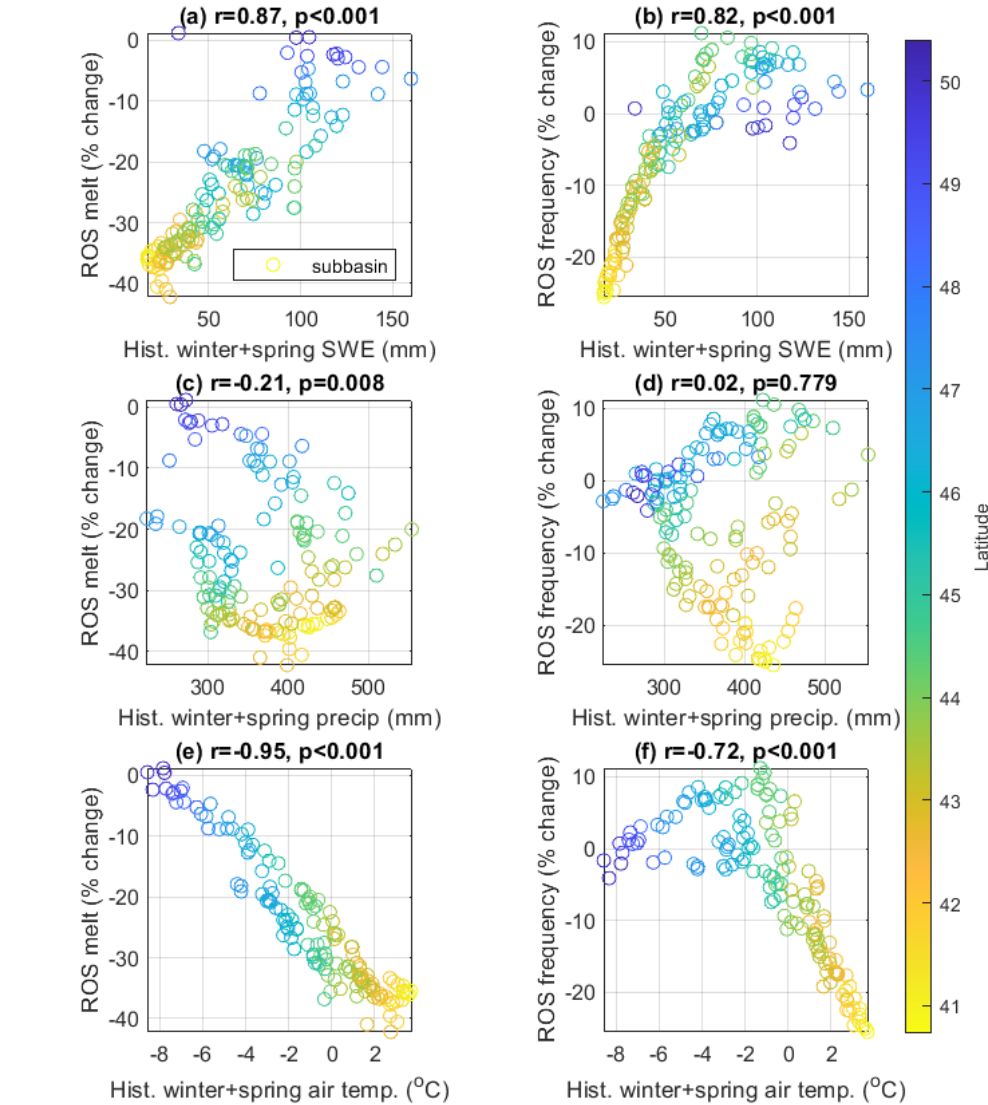 (a) r=0.87, p<0.001
0
-10
-20
-30
-40
ROS melt (% change)
subbasin
50 100 150
Hist. winter+spring SWE (mm)
(b) r=0.82, p<0.001
10
0
-10
-20
ROS frequency (% change)
50 100 150
Hist. winter+spring SWE (mm)
(c) r=-0.21, p=0.008
0
-10
-20
-30
-40
ROS melt (% change)
300 400 500
Hist. winter+spring precip (mm)
(d) r=0.02, p=0.779
10
0
-10
-20
ROS frequency (% change)
300 400 500
Hist. winter+spring precip. (mm)
(e) r=-0.95, p<0.001
0
-10
-20
-30
-40
ROS melt (% change)
-8 -6 -4 -2 0 2
Hist. winter+spring air temp. (°C)
(f) r=-0.72, p<0.001
10
0
-10
-20
ROS frequency (% change)
-8 -6 -4 -2 0 2
Hist. winter+spring air temp. (°C)
50
49
48
47
46
45
44
43
42
41
Latitude